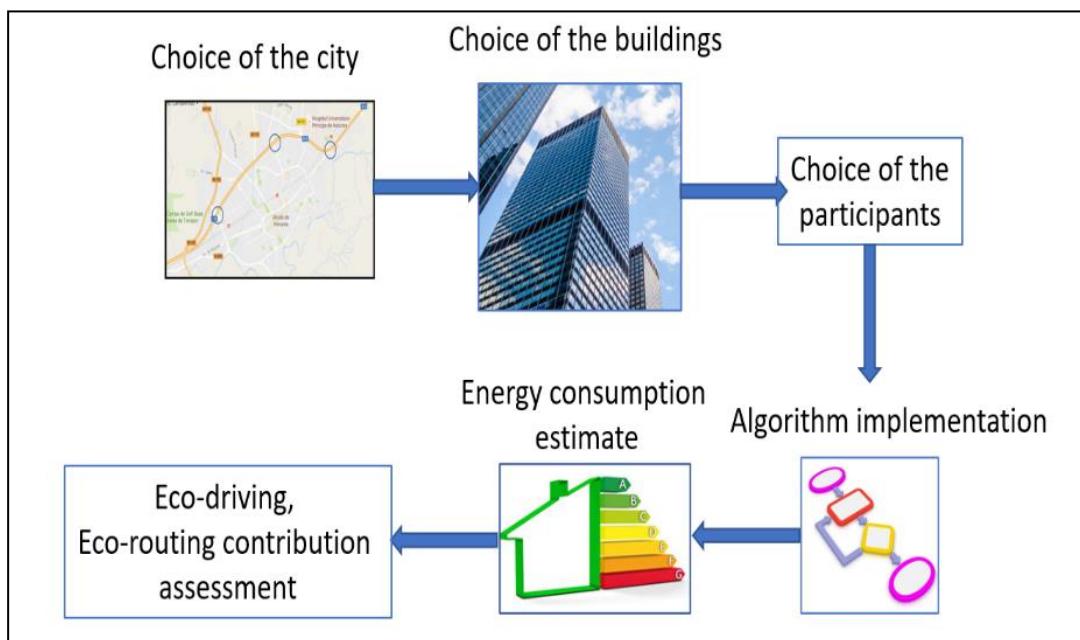 Choice of the city
Choice of the buildings
Choice of the
participants
Algorithm implementation
Energy consumption
estimate
A
B
C
D
E
F
G
Eco-driving,
Eco-routing contribution
assessment